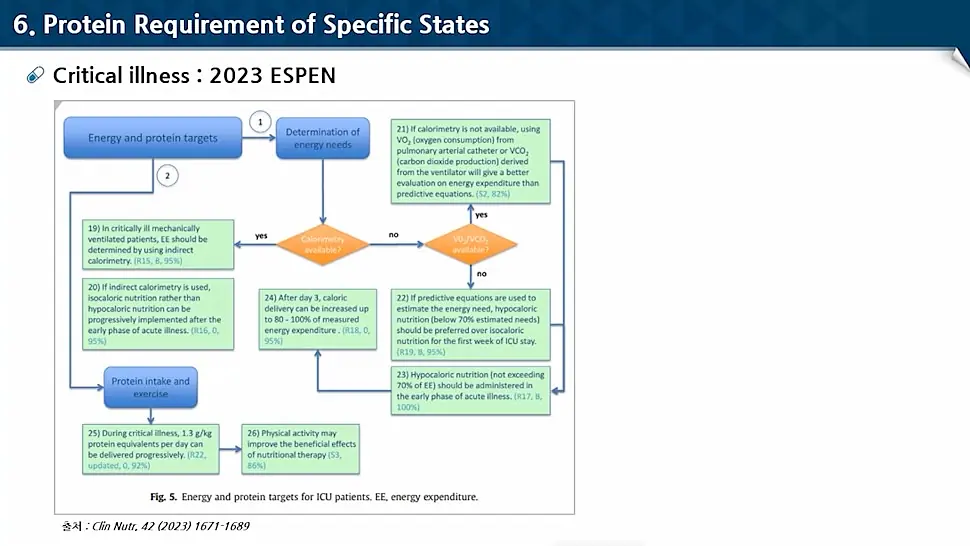 6. Protein Requirement of Specific States
Critical illness : 2023 ESPEN
Energy and protein targets
1
Determination of
energy needs
2
21) If calorimetry is not available, using
VO₂ (oxygen consumption) from
pulmonary arterial catheter or VCO₂
(carbon dioxide production) derived
from the ventilator will give a better
evaluation on energy expenditure than
predictive equations. (S2, 82%)
yes
19) In critically ill mechanically
ventilated patients, EE should be
determined by using indirect
calorimetry. (R15, B, 95%)
yes
Calorimetry
available?
no
VO₂/VCO₂
available?
no
20) If indirect calorimetry is used,
isocaloric nutrition rather than
hypocaloric nutrition can be
progressively implemented after the
early phase of acute illness. (R16, 0,
95%)
24) After day 3, caloric
delivery can be increased up
to 80 - 100% of measured
energy expenditure . (R18, 0,
95%)
22) If predictive equations are used to
estimate the energy need, hypocaloric
nutrition (below 70% estimated needs)
should be preferred over isocaloric
nutrition for the first week of ICU stay.
(R19, B, 95%)
23) Hypocaloric nutrition (not exceeding
70% of EE) should be administered in
the early phase of acute illness. (R17, B,
100%)
Protein intake and
exercise
25) During critical illness, 1.3 g/kg
protein equivalents per day can
be delivered progressively. (R22,
updated, 0, 92%)
26) Physical activity may
improve the beneficial effects
of nutritional therapy (S3,
86%)
Fig. 5. Energy and protein targets for ICU patients. EE, energy expenditure.
출처 : Clin Nutr, 42 (2023) 1671-1689